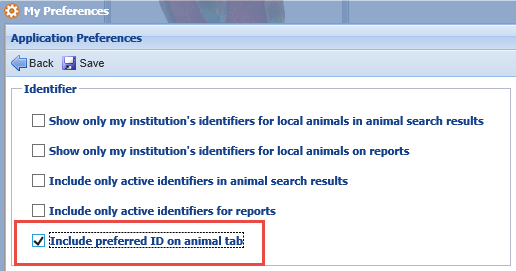 My Preferences
Application Preferences
Back Save
Identifier
Show only my institution's identifiers for local animals in animal search results
Show only my institution's identifiers for local animals on reports
Include only active identifiers in animal search results
Include only active identifiers for reports
Include preferred ID on animal tab